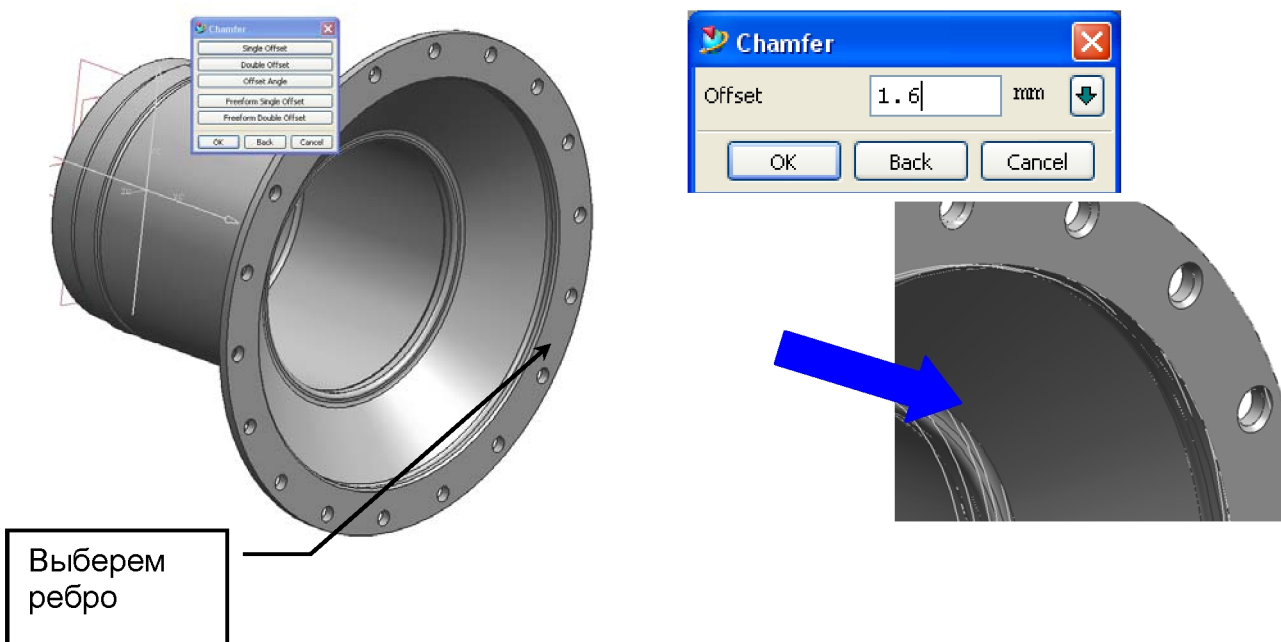 Chamfer
Single Offset
Double Offset
Offset Angle
Freeform Single Offset
Freeform Double Offset
OK Back Cancel
Chamfer
Offset 1.6 mm
OK Back Cancel
Выберем
ребро